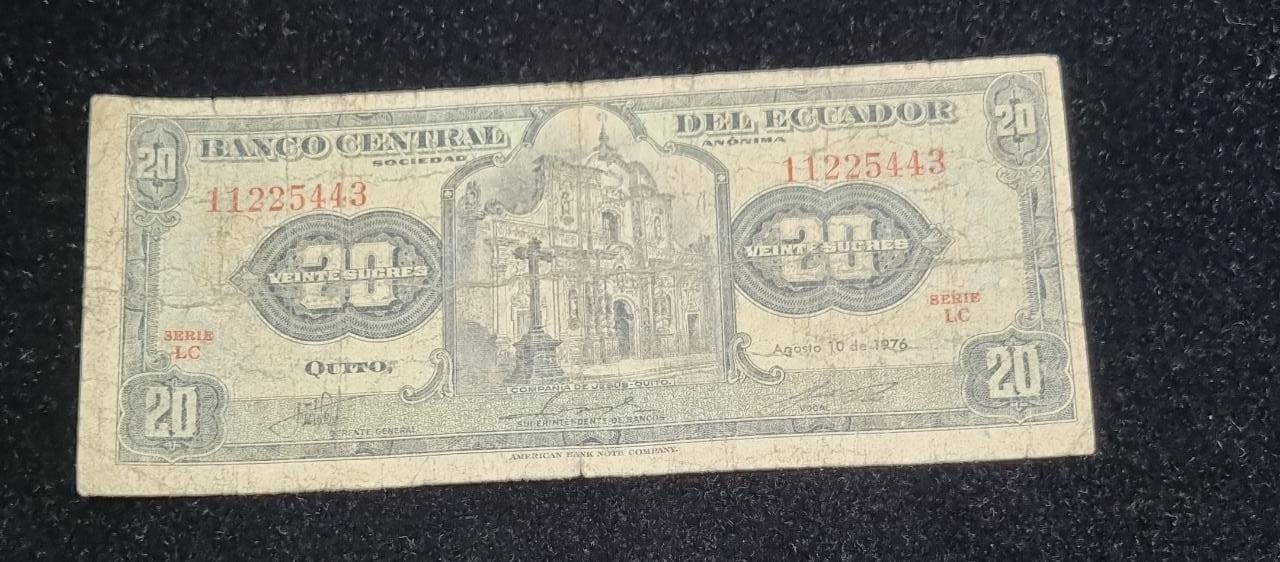 20 BANCO CENTRAL DEL ECUADOR 20
SOCIEDAD ANÓNIMA
11225443 11225443
20 VEINTE SUCRES
20 VEINTE SUCRES
SERIE LC
SERIE LC
QUITO,
Agosto 10 de 1976
20 20
COMPAÑIA DE JESUS-QUITO.
GERENTE GENERAL
SUPERINTENDENTE DE BANCOS
VOCAL
AMERICAN BANK NOTE COMPANY.